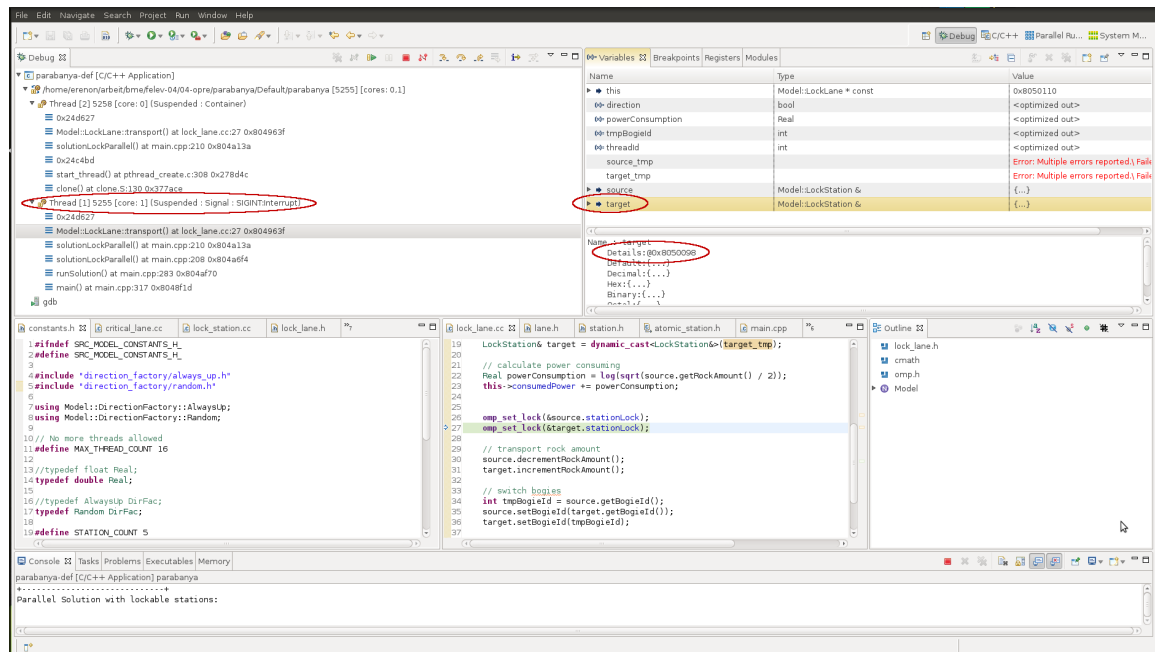 File Edit Navigate Search Project Run Window Help
Debug C/C++ Parallel Ru... System M...
Debug
Variables Breakpoints Registers Modules
parabanya-def [C/C++ Application]
/home/erenon/arbeit/bme/felev-04/04-opre/parabanya/Default/parabanya [5255] [cores: 0,1]
Thread [2] 5258 [core: 0] (Suspended : Container)
0x24d627
Model::LockLane::transport() at lock_lane.cc:27 0x804963f
solutionLockParallel() at main.cpp:210 0x804a13a
0x24c4bd
start_thread() at pthread_create.c:308 0x278d4c
clone() at clone.S:130 0x377ace
Thread [1] 5255 [core: 1] (Suspended : Signal : SIGINT:Interrupt)
0x24d627
Model::LockLane::transport() at lock_lane.cc:27 0x804963f
solutionLockParallel() at main.cpp:210 0x804a13a
solutionLockParallel() at main.cpp:208 0x804a6f4
runSolution() at main.cpp:283 0x804af70
main() at main.cpp:317 0x8048f1d
gdb
Name Type Value
this Model::LockLane * const 0x8050110
direction bool <optimized out>
powerConsumption Real <optimized out>
tmpBogieId int <optimized out>
threadId int <optimized out>
source_tmp Error: Multiple errors reported.\ Faile
target_tmp Error: Multiple errors reported.\ Faile
source Model::LockStation & {...}
target Model::LockStation & {...}
Name : target
Details:@0x8050098
Default:{...}
Decimal:{...}
Hex:{...}
Binary:{...}
Octal:{...}
constants.h critical_lane.cc lock_station.cc lock_lane.h »7
1 #ifndef SRC_MODEL_CONSTANTS_H_
2 #define SRC_MODEL_CONSTANTS_H_
3
4 #include "direction_factory/always_up.h"
5 #include "direction_factory/random.h"
6
7 using Model::DirectionFactory::AlwaysUp;
8 using Model::DirectionFactory::Random;
9
10 // No more threads allowed
11 #define MAX_THREAD_COUNT 16
12
13 //typedef float Real;
14 typedef double Real;
15
16 //typedef AlwaysUp DirFac;
17 typedef Random DirFac;
18
19 #define STATION_COUNT 5
lock_lane.cc lane.h station.h atomic_station.h main.cpp »6
19 LockStation& target = dynamic_cast<LockStation&>(target_tmp);
20
21 // calculate power consuming
22 Real powerConsumption = log(sqrt(source.getRockAmount() / 2));
23 this->consumedPower += powerConsumption;
24
25
26 omp_set_lock(&source.stationLock);
27 omp_set_lock(&target.stationLock);
28
29 // transport rock amount
30 source.decrementRockAmount();
31 target.incrementRockAmount();
32
33 // switch bogies
34 int tmpBogieId = source.getBogieId();
35 source.setBogieId(target.getBogieId());
36 target.setBogieId(tmpBogieId);
37
Outline
lock_lane.h
cmath
omp.h
Model
Console Tasks Problems Executables Memory
parabanya-def [C/C++ Application] parabanya
+----------------------------+
Parallel Solution with lockable stations: